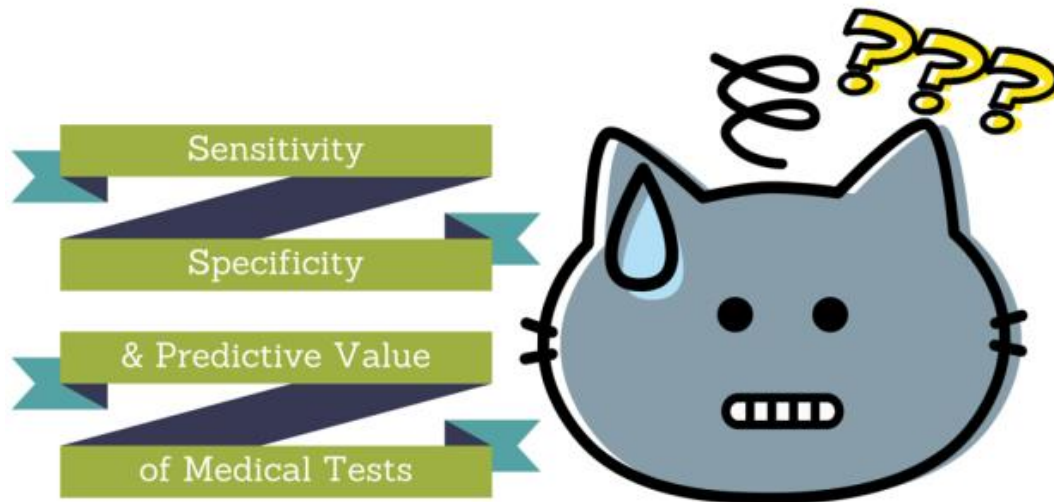 Sensitivity
Specificity
& Predictive Value
of Medical Tests
???